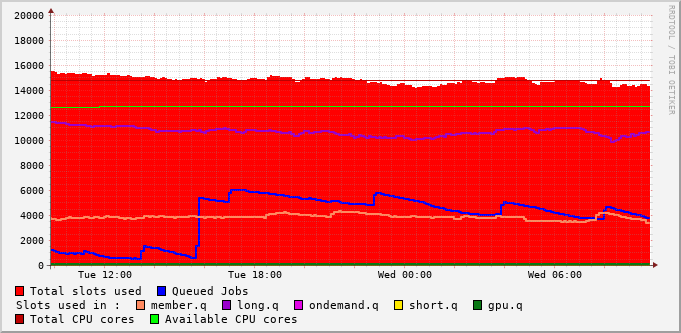 20000
18000
16000
14000
12000
10000
8000
6000
4000
2000
0
Tue 12:00 Tue 18:00 Wed 00:00 Wed 06:00
RRDTOOL / TOBI OETIKER
Total slots used Queued Jobs
Slots used in : member.q long.q ondemand.q short.q gpu.q
Total CPU cores Available CPU cores